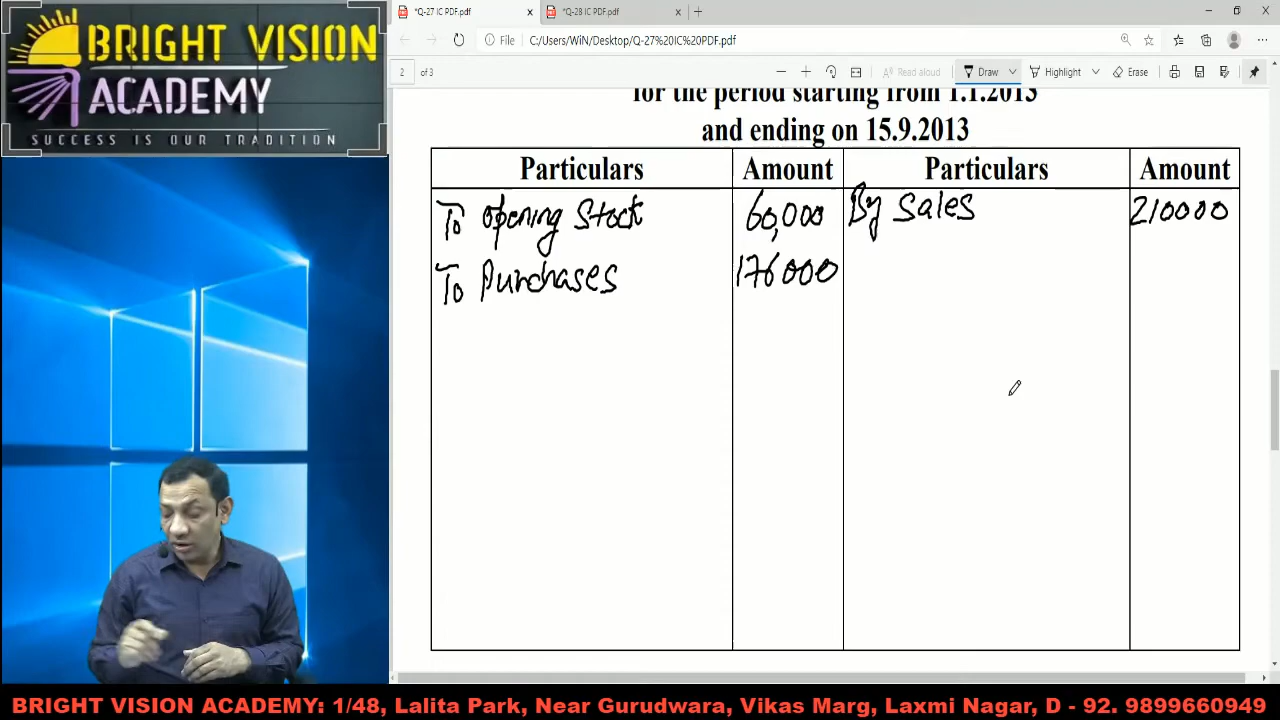 BRIGHT VISION
ACADEMY
SUCCESS IS OUR TRADITION
*Q-27 IC PDF.pdf
*Q-28 IC PDF.pdf
File C:/Users/WiN/Desktop/Q-27%20IC%20PDF.pdf
2 of 3 Read aloud Draw Highlight Erase
for the period starting from 1.1.2013
and ending on 15.9.2013
Particulars Amount Particulars Amount
To opening Stock 60,000 By Sales 210000
To Purchases 176000
BRIGHT VISION ACADEMY: 1/48, Lalita Park, Near Gurudwara, Vikas Marg, Laxmi Nagar, D - 92. 9899660949